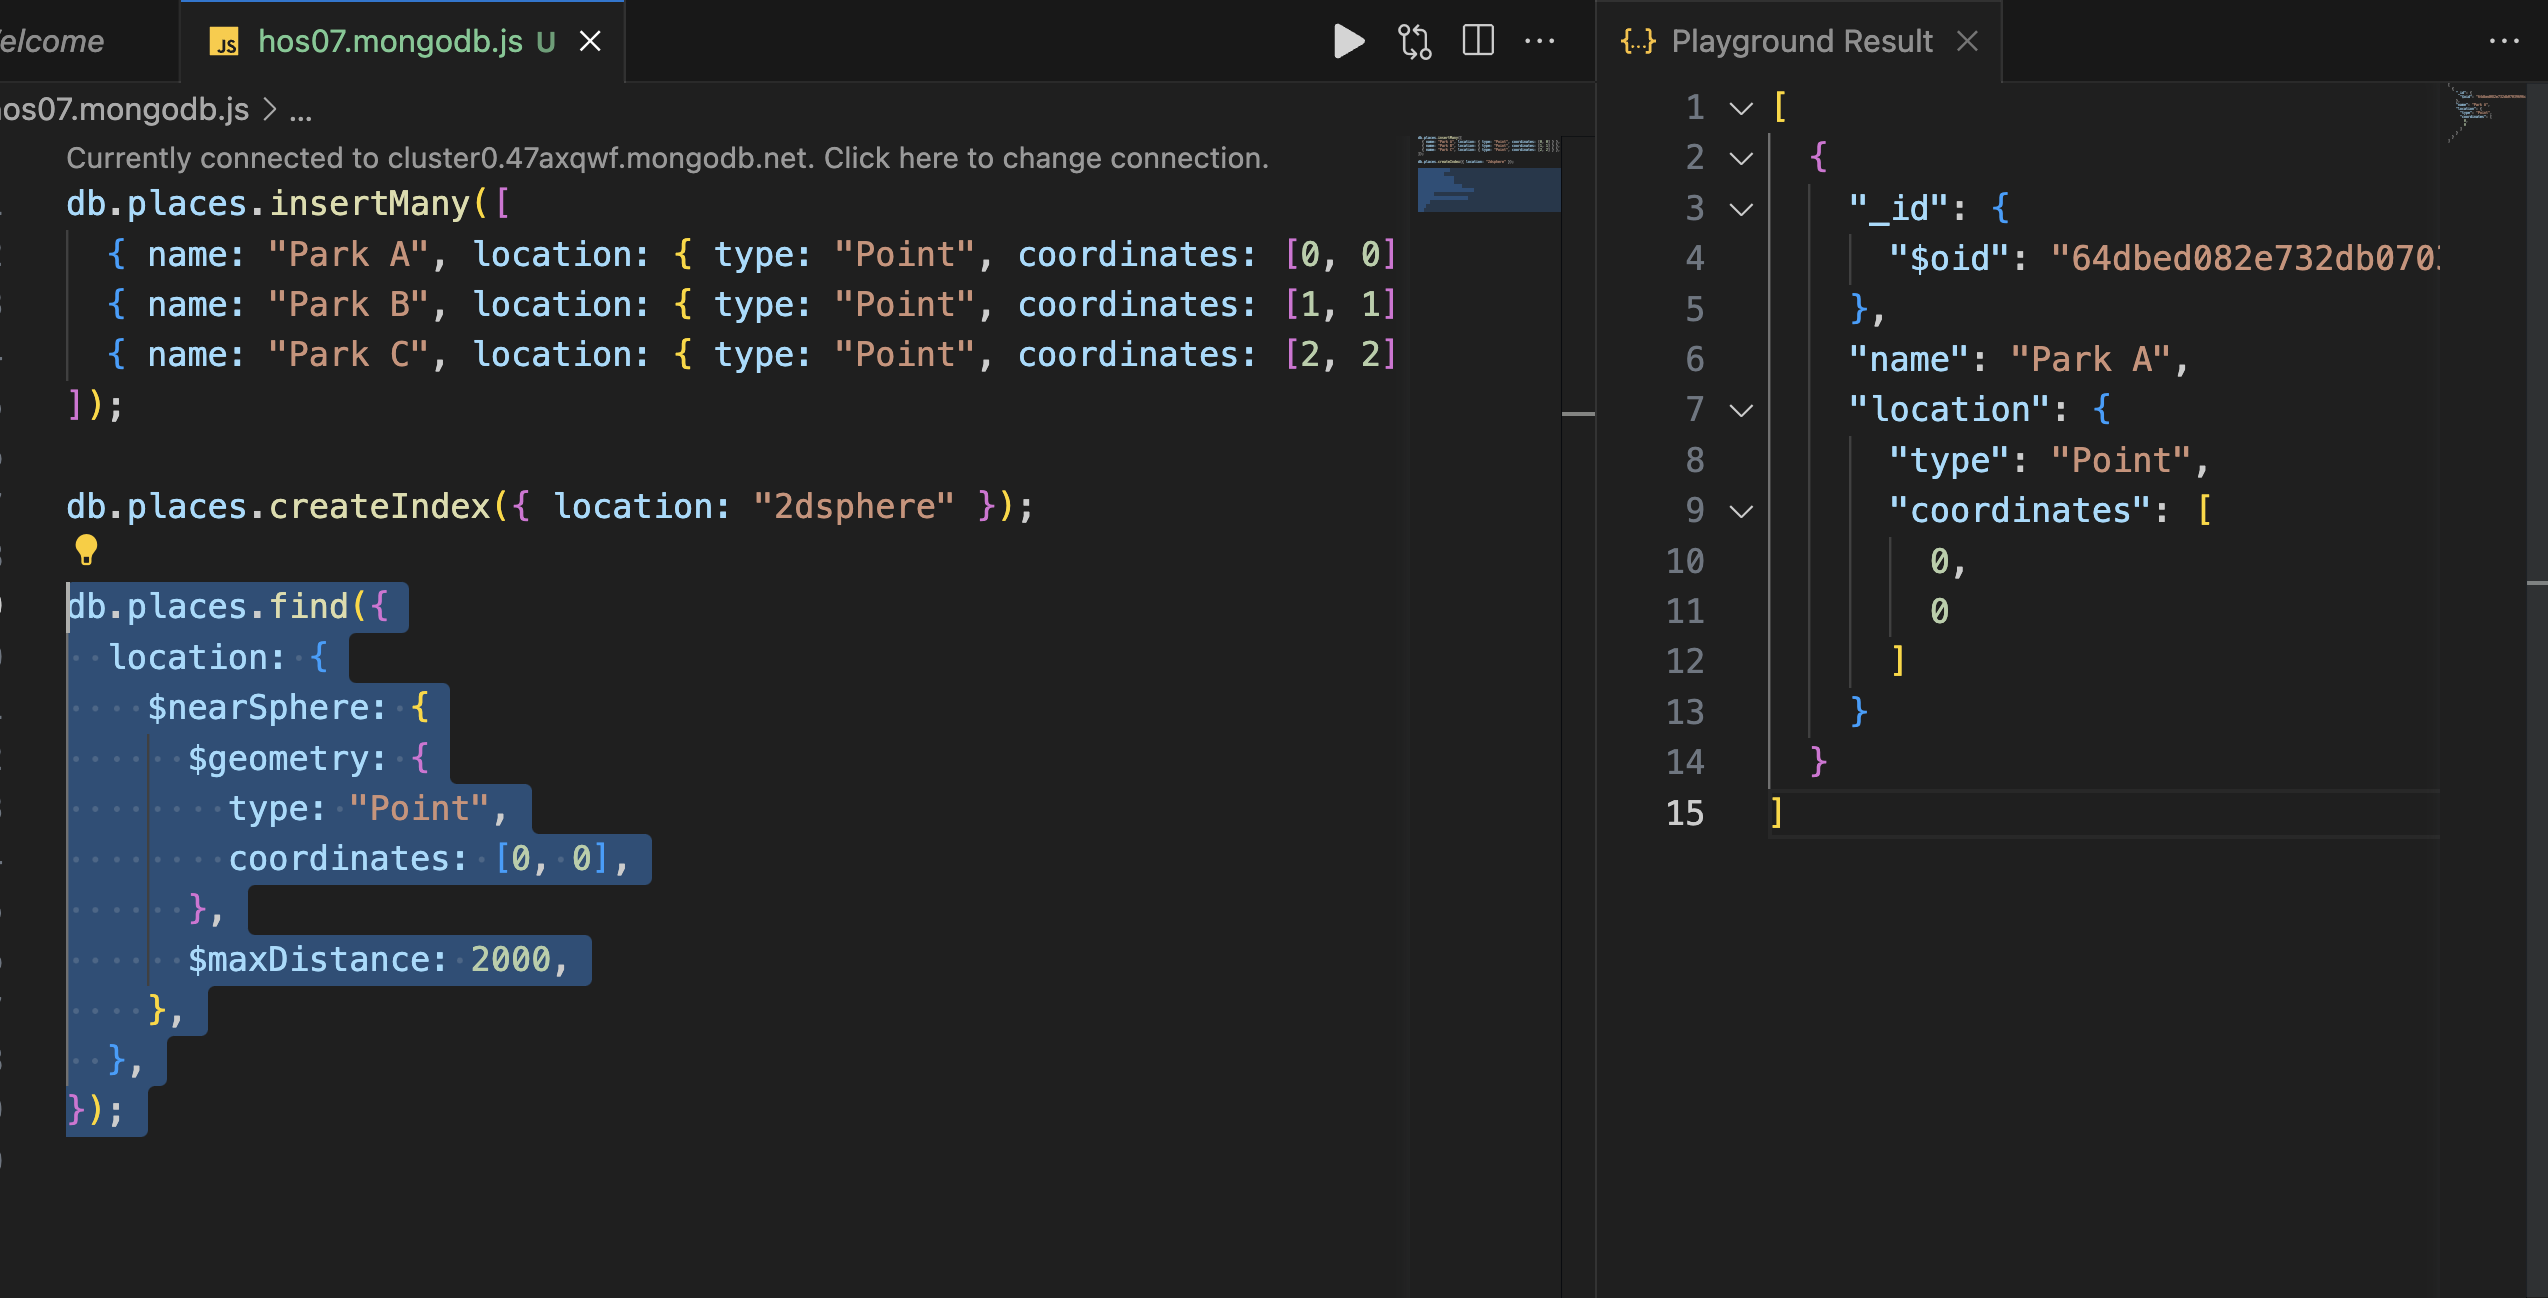 elcome
JS hos07.mongodb.js U
os07.mongodb.js > ...
Currently connected to cluster0.47axqwf.mongodb.net. Click here to change connection.
db.places.insertMany([
{ name: "Park A", location: { type: "Point", coordinates: [0, 0]
{ name: "Park B", location: { type: "Point", coordinates: [1, 1]
{ name: "Park C", location: { type: "Point", coordinates: [2, 2]
]);
db.places.createIndex({ location: "2dsphere" });
db.places.find({
location: {
$nearSphere: {
$geometry: {
type: "Point",
coordinates: [0, 0],
},
$maxDistance: 2000,
},
},
});
{..} Playground Result
1 [
2 {
3 "_id": {
4 "$oid": "64dbed082e732db070
5 },
6 "name": "Park A",
7 "location": {
8 "type": "Point",
9 "coordinates": [
10 0,
11 0
12 ]
13 }
14 }
15 ]